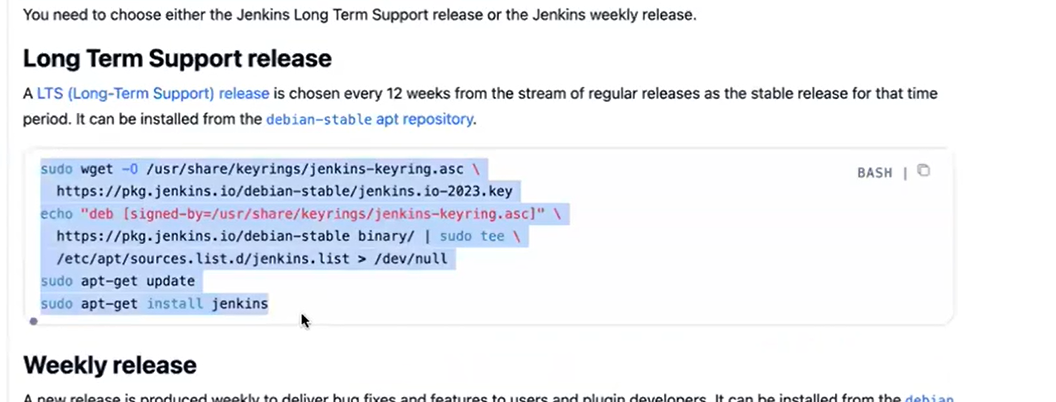 You need to choose either the Jenkins Long Term Support release or the Jenkins weekly release.
Long Term Support release
A LTS (Long-Term Support) release is chosen every 12 weeks from the stream of regular releases as the stable release for that time
period. It can be installed from the debian-stable apt repository.
sudo wget -O /usr/share/keyrings/jenkins-keyring.asc \
BASH |
https://pkg.jenkins.io/debian-stable/jenkins.io-2023.key
echo "deb [signed-by=/usr/share/keyrings/jenkins-keyring.asc]" \
https://pkg.jenkins.io/debian-stable binary/ | sudo tee \
/etc/apt/sources.list.d/jenkins.list > /dev/null
sudo apt-get update
sudo apt-get install jenkins
Weekly release
A new release is produced weekly to deliver bug fixes and features to users and plugin developers. It can be installed from the debian